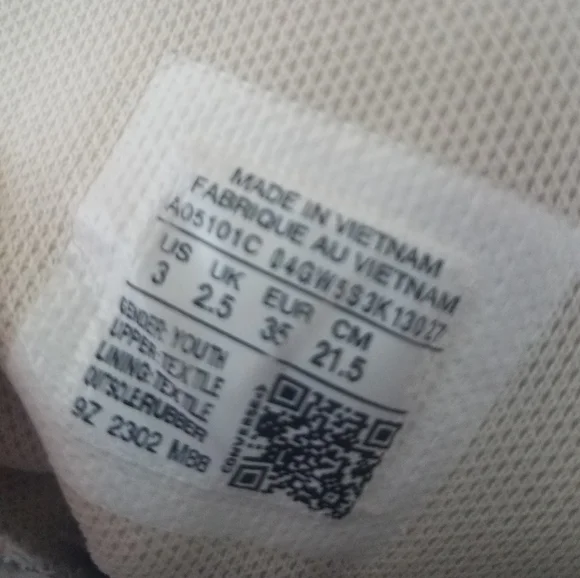 MADE IN VIETNAM
FABRIQUE AU VIETNAM
A05101C 04GW5S3K13027
US UK EUR CM
3 2.5 35 21.5
GENDER: YOUTH
UPPER:TEXTILE
LINING:TEXTILE
OUTSOLE:RUBBER
9Z 2302 M98